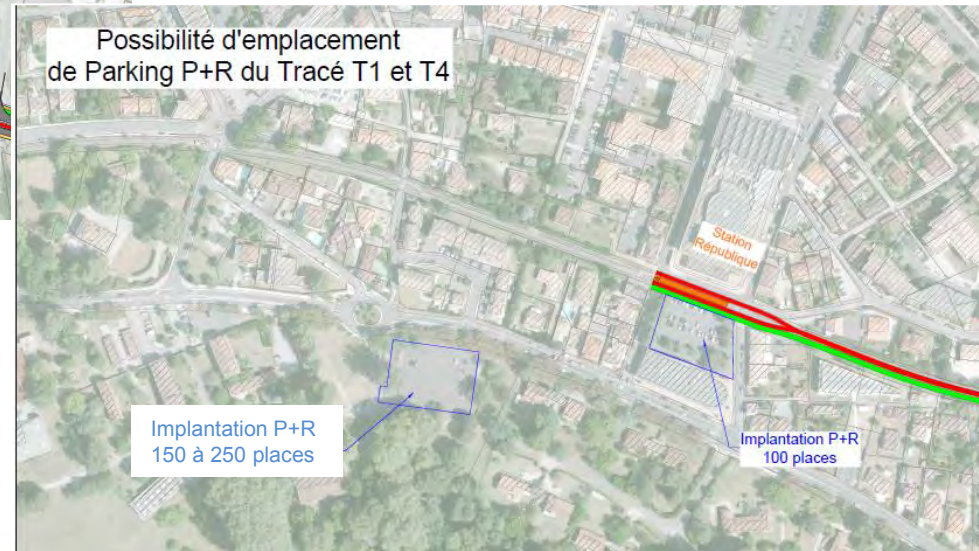 Possibilité d'emplacement
de Parking P+R du Tracé T1 et T4
Station
République
Implantation P+R
150 à 250 places
Implantation P+R
100 places